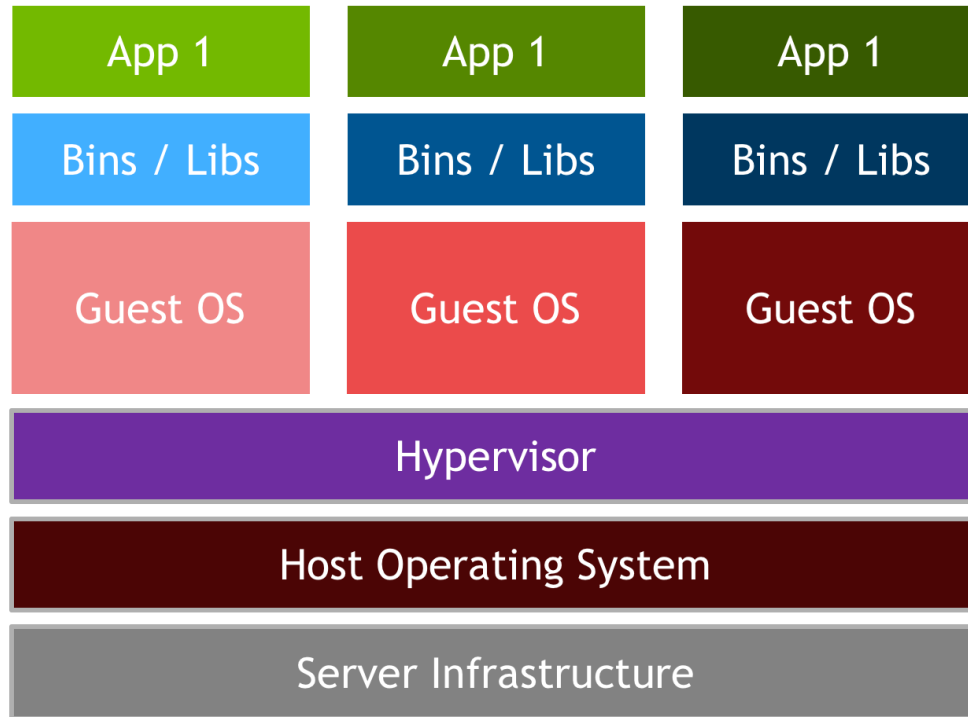 App 1
App 1
App 1
Bins / Libs
Bins / Libs
Bins / Libs
Guest OS
Guest OS
Guest OS
Hypervisor
Host Operating System
Server Infrastructure